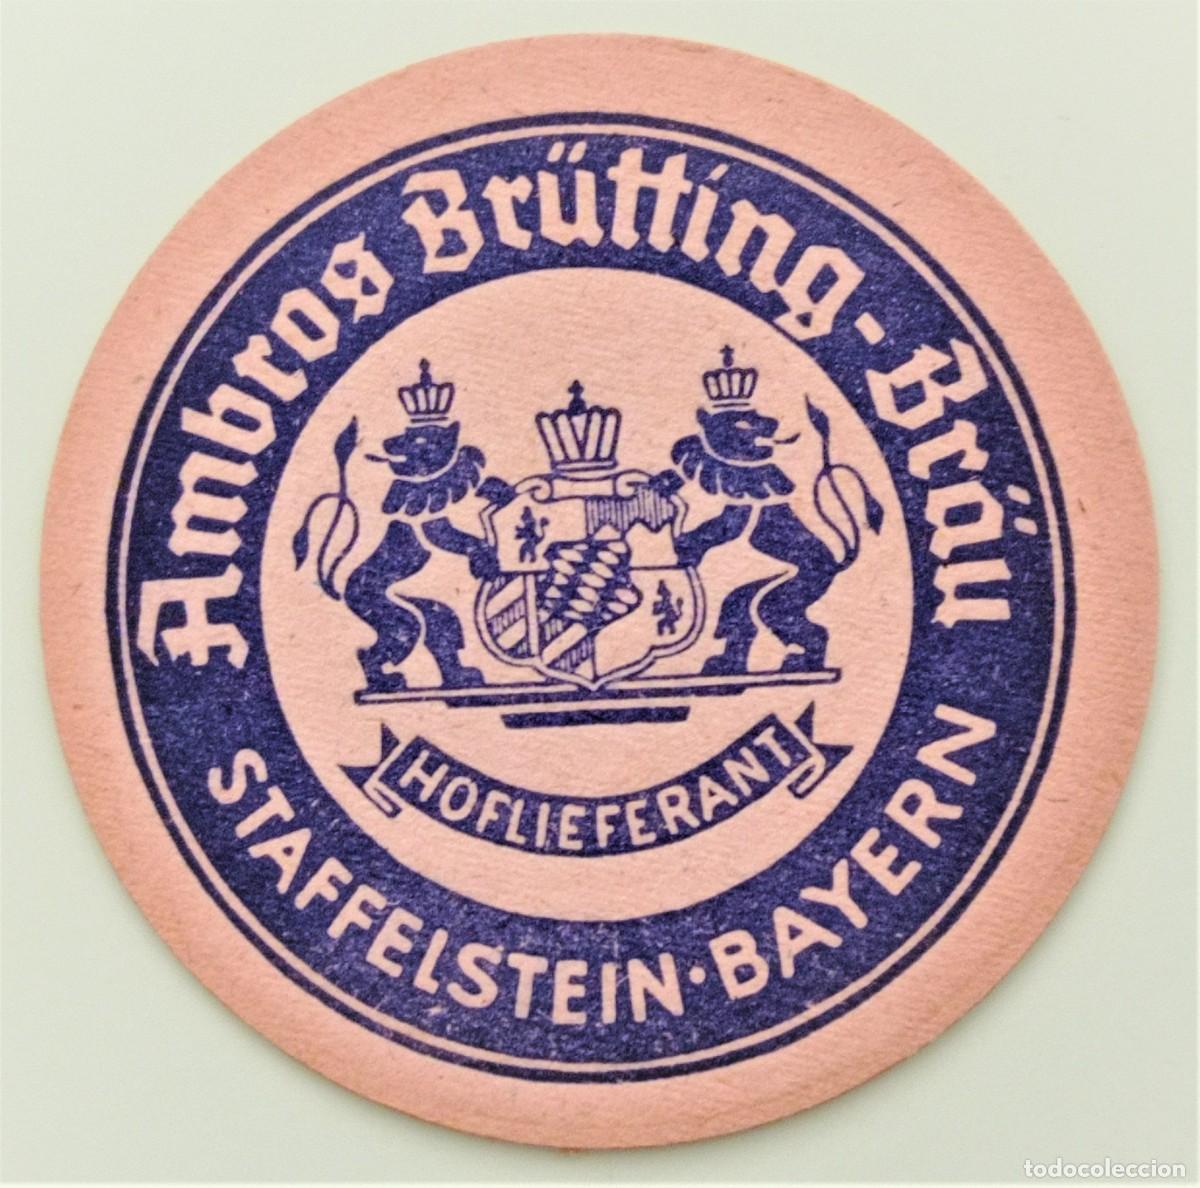 Ambros Brütting-Bräu
HOFLIEFERANT
STAFFELSTEIN·BAYERN
todocoleccion